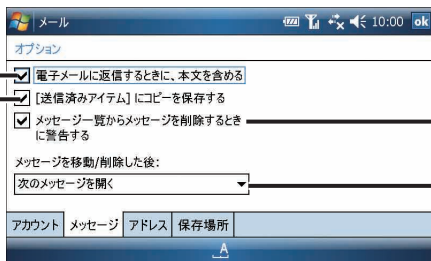 メール 10:00 ok
オプション
電子メールに返信するときに、本文を含める
[送信済みアイテム] にコピーを保存する
メッセージ一覧からメッセージを削除するとき
に警告する
メッセージを移動/削除した後:
次のメッセージを開く
アカウント メッセージ アドレス 保存場所
A